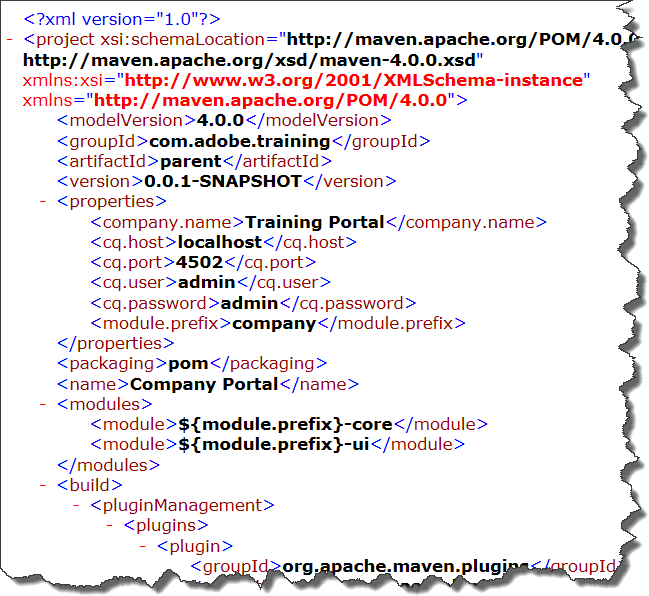 <?xml version="1.0"?>
- <project xsi:schemaLocation="http://maven.apache.org/POM/4.0.0
http://maven.apache.org/xsd/maven-4.0.0.xsd"
xmlns:xsi="http://www.w3.org/2001/XMLSchema-instance"
xmlns="http://maven.apache.org/POM/4.0.0">
<modelVersion>4.0.0</modelVersion>
<groupId>com.adobe.training</groupId>
<artifactId>parent</artifactId>
<version>0.0.1-SNAPSHOT</version>
- <properties>
<company.name>Training Portal</company.name>
<cq.host>localhost</cq.host>
<cq.port>4502</cq.port>
<cq.user>admin</cq.user>
<cq.password>admin</cq.password>
<module.prefix>company</module.prefix>
</properties>
<packaging>pom</packaging>
<name>Company Portal</name>
- <modules>
<module>${module.prefix}-core</module>
<module>${module.prefix}-ui</module>
</modules>
- <build>
- <pluginManagement>
- <plugins>
- <plugin>
<groupId>org.apache.maven.plugins</groupId